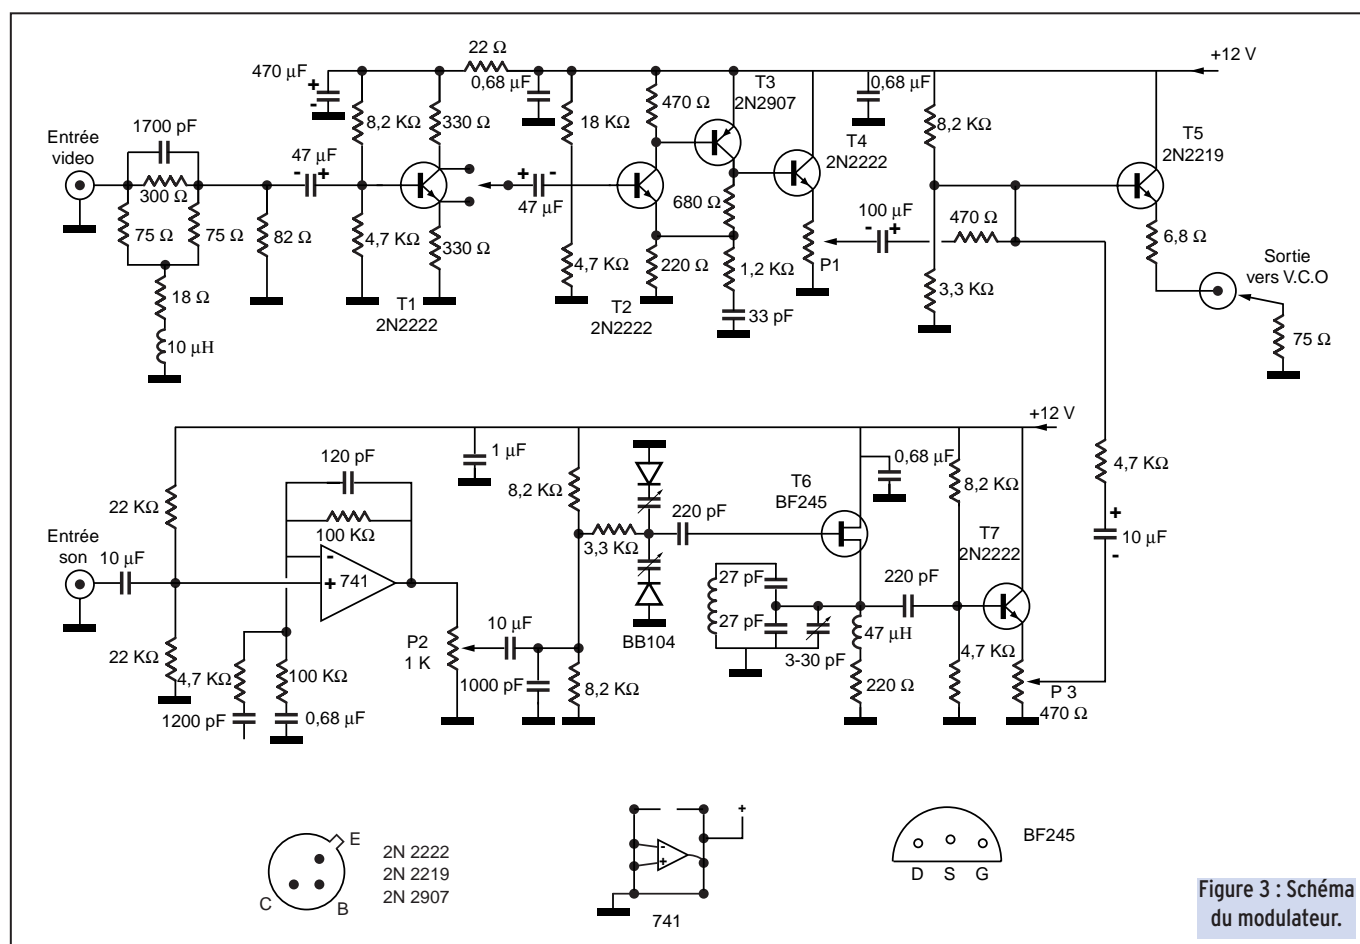 22 Ω
+12 V
470 µF
+
-
0,68 µF
T3
2N2907
0,68 µF
8,2 KΩ
330 Ω
18 KΩ
470 Ω
8,2 KΩ
Entrée
video
1700 pF
300 Ω
75 Ω
75 Ω
82 Ω
18 Ω
10 µH
47 µF
-
+
4,7 KΩ
330 Ω
T1
2N2222
+
-
47 µF
4,7 KΩ
T2
2N2222
220 Ω
680 Ω
1,2 KΩ
33 pF
T4
2N2222
P1
100 µF
-
+
470 Ω
3,3 KΩ
T5
2N2219
6,8 Ω
Sortie
vers V.C.O
75 Ω
+12 V
1 µF
120 pF
100 KΩ
22 KΩ
Entrée
son
10 µF
-
+
741
22 KΩ
4,7 KΩ
1200 pF
100 KΩ
0,68 µF
P2
1 K
10 µF
1000 pF
8,2 KΩ
8,2 KΩ
3,3 KΩ
BB104
220 pF
T6
BF245
0,68 µF
27 pF
27 pF
3-30 pF
47 µH
220 Ω
220 pF
8,2 KΩ
T7
2N2222
4,7 KΩ
P 3
470 Ω
4,7 KΩ
+
10 µF
-
E
C
B
2N 2222
2N 2219
2N 2907
+
-
+
741
BF245
D S G
Figure 3 : Schéma
du modulateur.